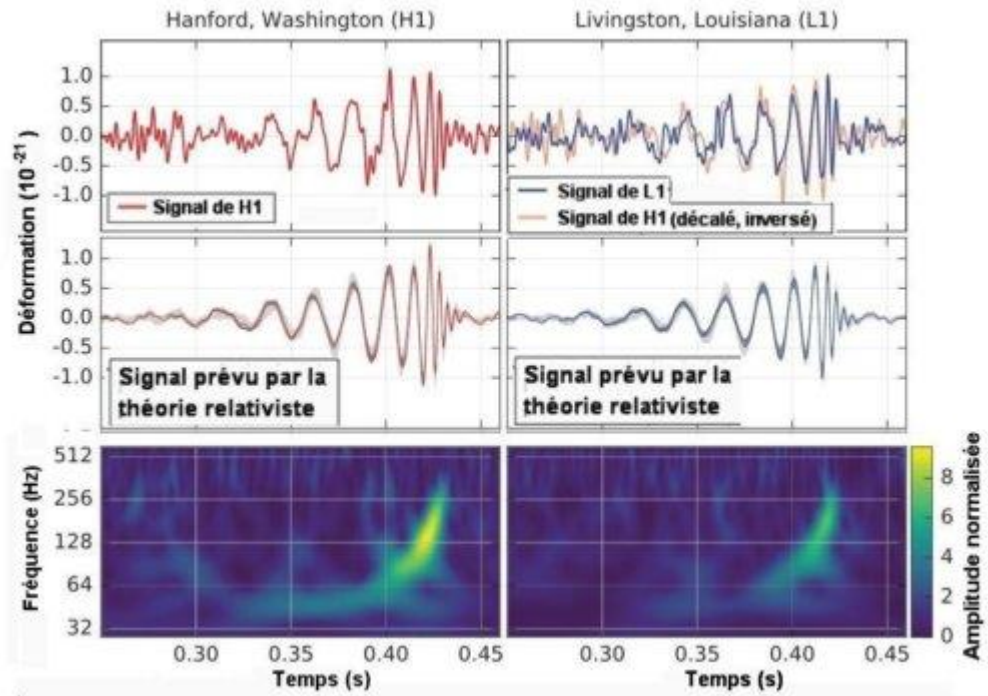 Hanford, Washington (H1)
Livingston, Louisiana (L1)
Déformation (10⁻²¹)
1.0
0.5
0.0
-0.5
-1.0
Signal de H1
Signal de L1
Signal de H1 (décalé, inversé)
1.0
0.5
0.0
-0.5
-1.0
Signal prévu par la
théorie relativiste
Signal prévu par la
théorie relativiste
Fréquence (Hz)
512
256
128
64
32
0.30
0.35
0.40
0.45
Temps (s)
0.30
0.35
0.40
0.45
Temps (s)
8
6
4
2
0
Amplitude normalisée